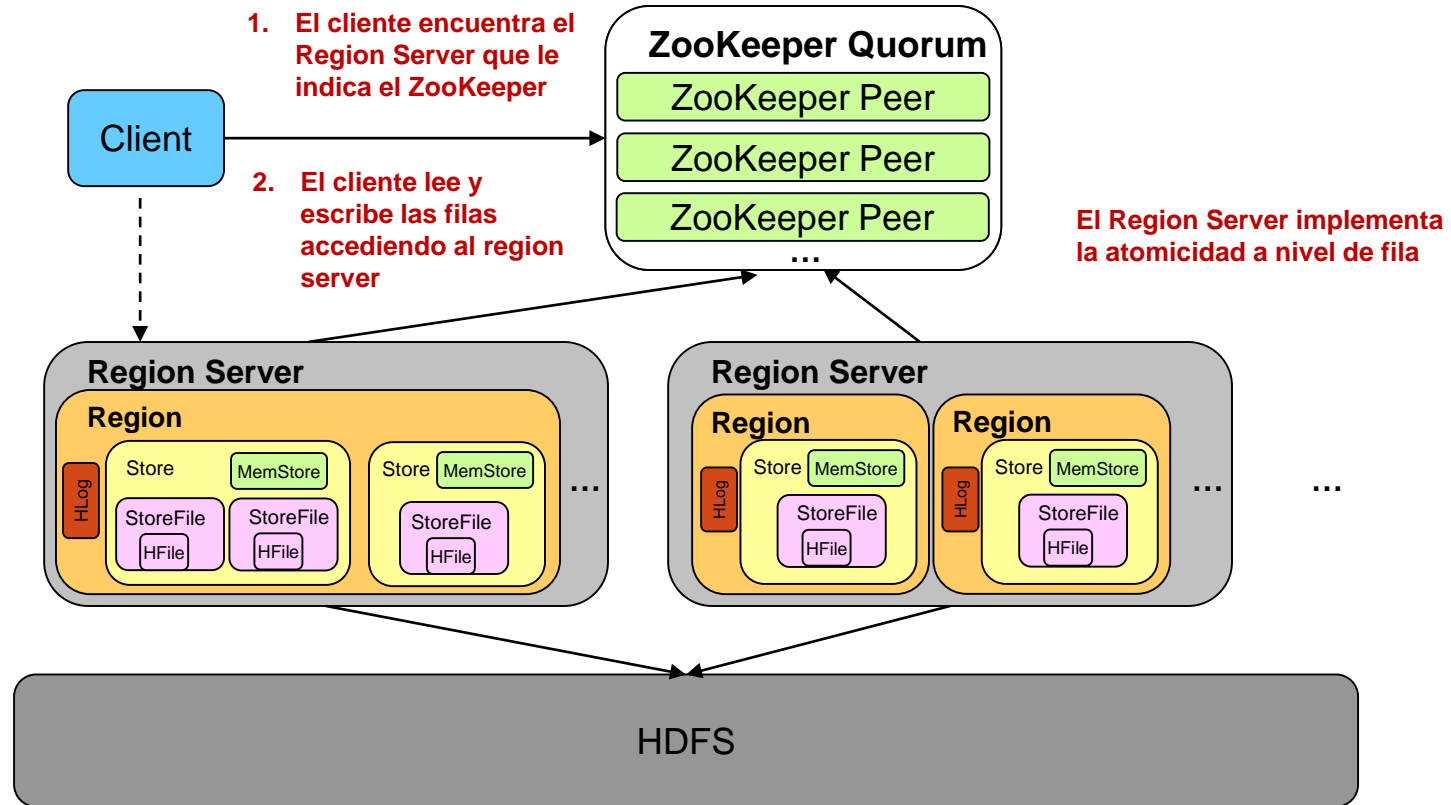 1. El cliente encuentra el
Region Server que le
indica el ZooKeeper
ZooKeeper Quorum
ZooKeeper Peer
ZooKeeper Peer
ZooKeeper Peer
...
Client
2. El cliente lee y
escribe las filas
accediendo al region
server
El Region Server implementa
la atomicidad a nivel de fila
Region Server
Region
HLog
Store
MemStore
StoreFile
HFile
StoreFile
HFile
Store
MemStore
StoreFile
HFile
...
Region Server
Region
HLog
Store
MemStore
StoreFile
HFile
Region
HLog
Store
MemStore
StoreFile
HFile
...
...
HDFS